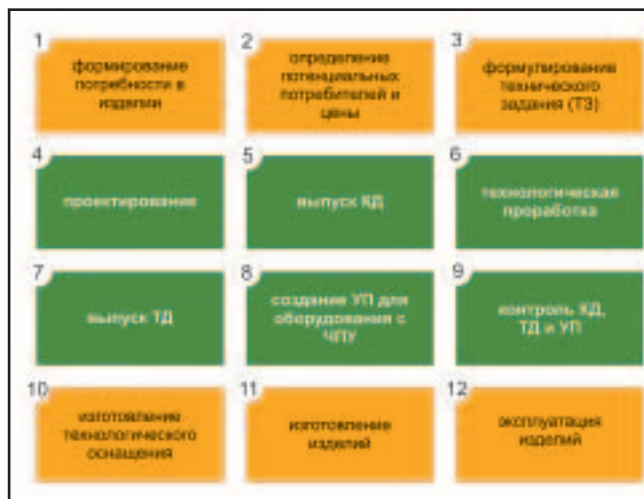 1
формирование
потребности в
изделии
2
определение
потенциальных
потребителей и
цены
3
формулирование
технического
задания (ТЗ)
4
проектирование
5
выпуск КД
6
технологическая
проработка
7
выпуск ТД
8
создание УП для
оборудования с
ЧПУ
9
контроль КД,
ТД и УП
10
изготовление
технологического
оснащения
11
изготовление
изделий
12
эксплуатация
изделий